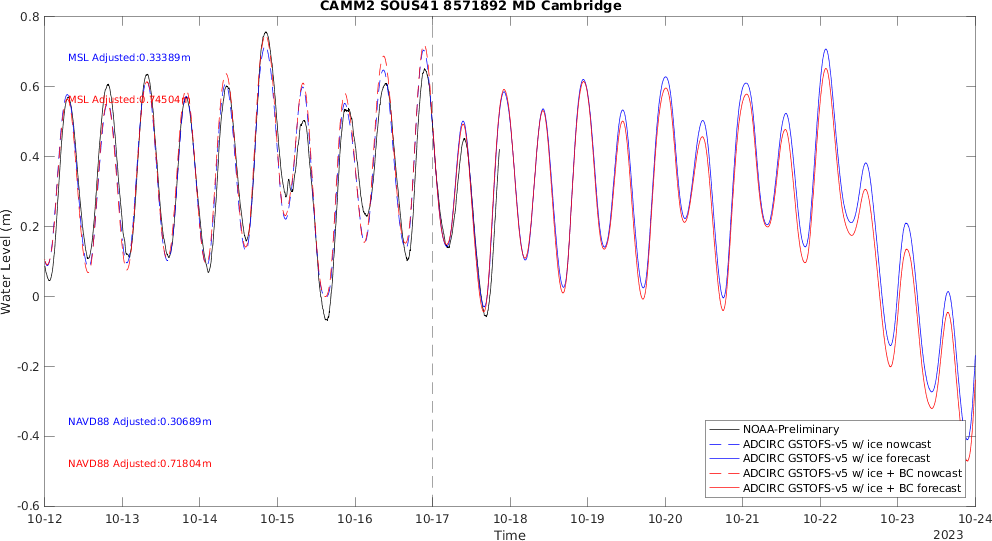 CAMM2 SOUS41 8571892 MD Cambridge
0.8
0.6
0.4
0.2
0
-0.2
-0.4
-0.6
Water Level (m)
MSL Adjusted:0.33389m
MSL Adjusted:0.74504m
NAVD88 Adjusted:0.30689m
NAVD88 Adjusted:0.71804m
NOAA-Preliminary
ADCIRC GSTOFS-v5 w/ ice nowcast
ADCIRC GSTOFS-v5 w/ ice forecast
ADCIRC GSTOFS-v5 w/ ice + BC nowcast
ADCIRC GSTOFS-v5 w/ ice + BC forecast
10-12 10-13 10-14 10-15 10-16 10-17 10-18 10-19 10-20 10-21 10-22 10-23 10-24
Time
2023